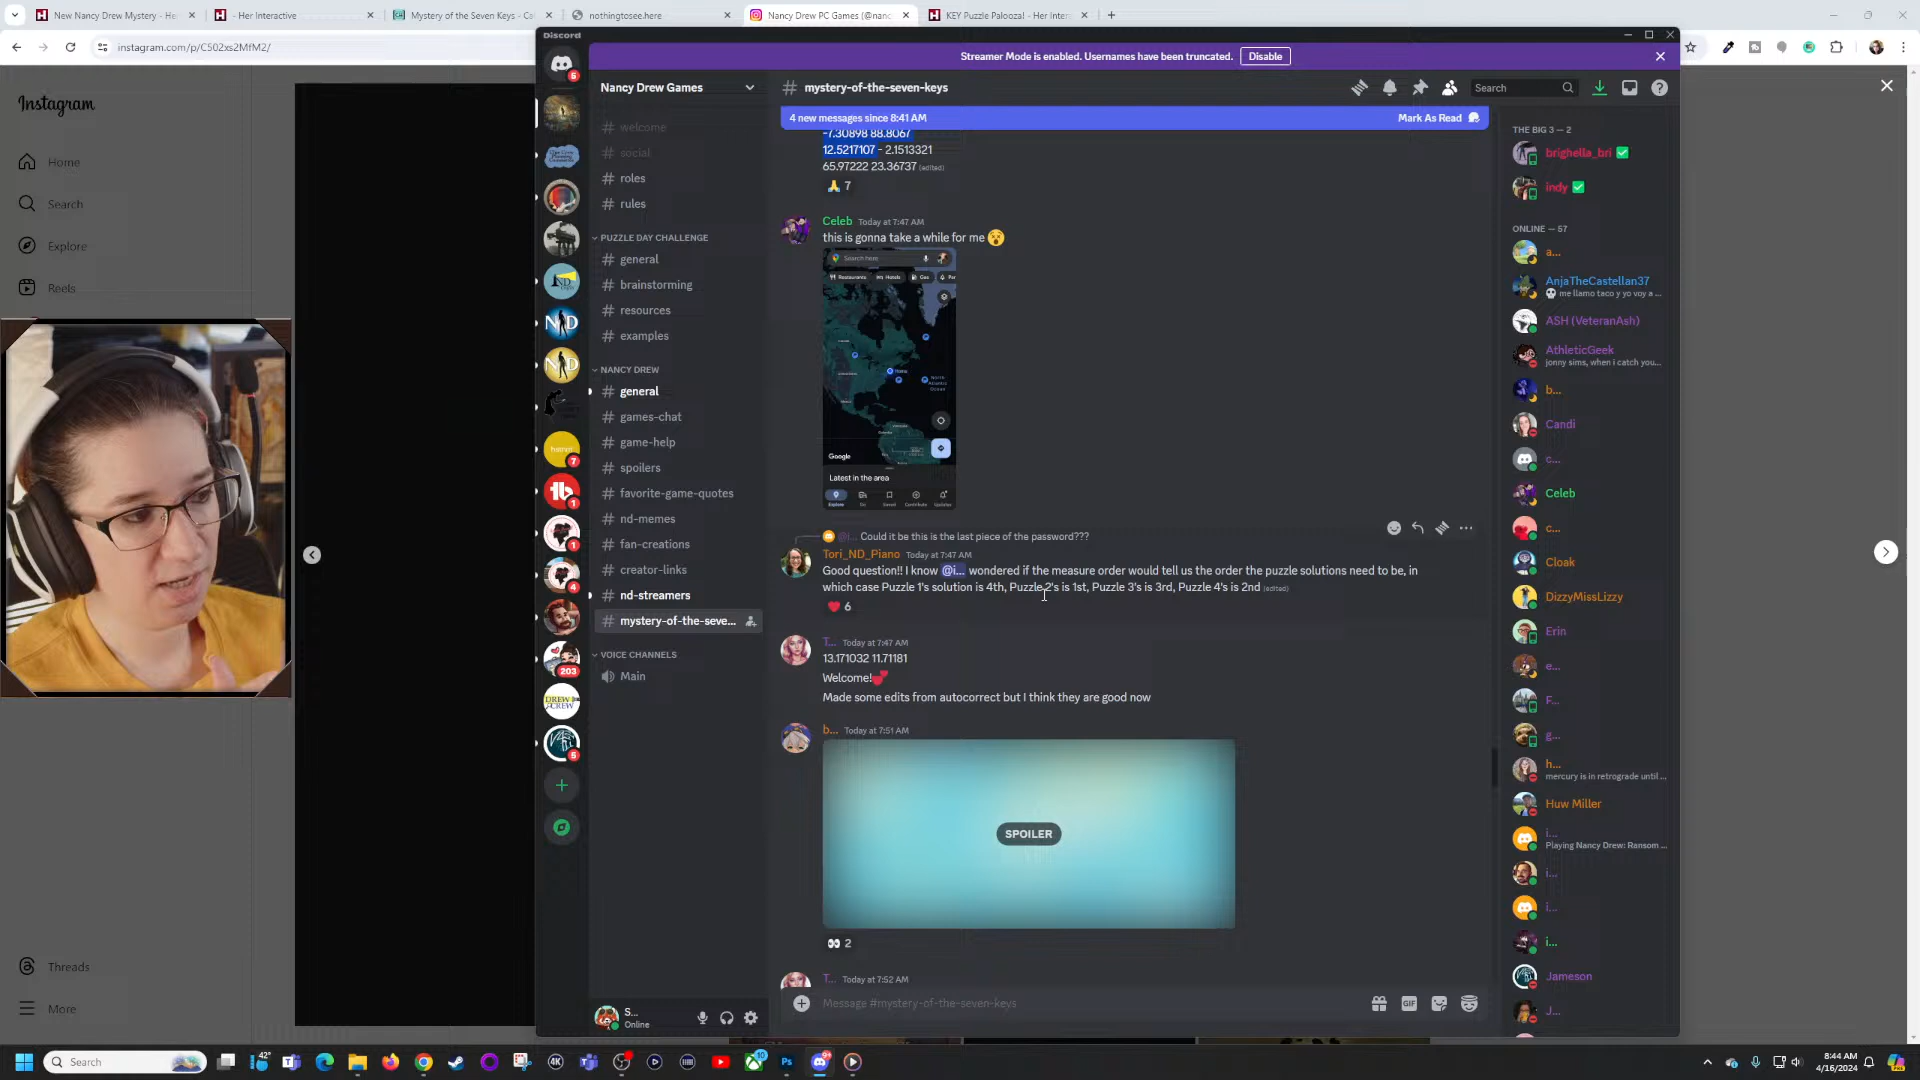 New Nancy Drew Mystery - Her
- Her Interactive
Mystery of the Seven Keys - Ca
nothingtosee.here
Nancy Drew PC Games (@nanc
KEY Puzzle Palooza! - Her Inter
instagram.com/p/C502xs2MfM2/
Discord
Streamer Mode is enabled. Usernames have been truncated.
Disable
Instagram
Home
Search
Explore
Reels
Threads
More
Nancy Drew Games
welcome
social
roles
rules
PUZZLE DAY CHALLENGE
general
brainstorming
resources
examples
NANCY DREW
general
games-chat
game-help
spoilers
favorite-game-quotes
nd-memes
fan-creations
creator-links
nd-streamers
mystery-of-the-seve...
VOICE CHANNELS
Main
S...
Online
# mystery-of-the-seven-keys
Search
4 new messages since 8:41 AM
Mark As Read
-7.30898 88.8067
12.5217107 - 2.1513321
65.97222 23.36737 (edited)
7
Celeb Today at 7:47 AM
this is gonna take a while for me
Search here
Restaurants
Hotels
Gas
Google
Latest in the area
@i... Could it be this is the last piece of the password???
Tori_ND_Piano Today at 7:47 AM
Good question!! I know @i... wondered if the measure order would tell us the order the puzzle solutions need to be, in
which case Puzzle 1's solution is 4th, Puzzle 2's is 1st, Puzzle 3's is 3rd, Puzzle 4's is 2nd (edited)
6
T... Today at 7:47 AM
13.171032 11.71181
Welcome!
Made some edits from autocorrect but I think they are good now
b... Today at 7:51 AM
SPOILER
2
T... Today at 7:52 AM
Message #mystery-of-the-seven-keys
GIF
THE BIG 3 — 2
brighella_bri
indy
ONLINE — 57
a...
AnjaTheCastellan37
me llamo taco y yo voy a ...
ASH (VeteranAsh)
AthleticGeek
jonny sims, when i catch you...
b...
Candi
c...
Celeb
c...
Cloak
DizzyMissLizzy
Erin
e...
F...
g...
h...
mercury is in retrograde until ...
Huw Miller
i...
Playing Nancy Drew: Ransom ...
i...
i...
i...
Jameson
J...
Search
42°
8:44 AM
4/16/2024